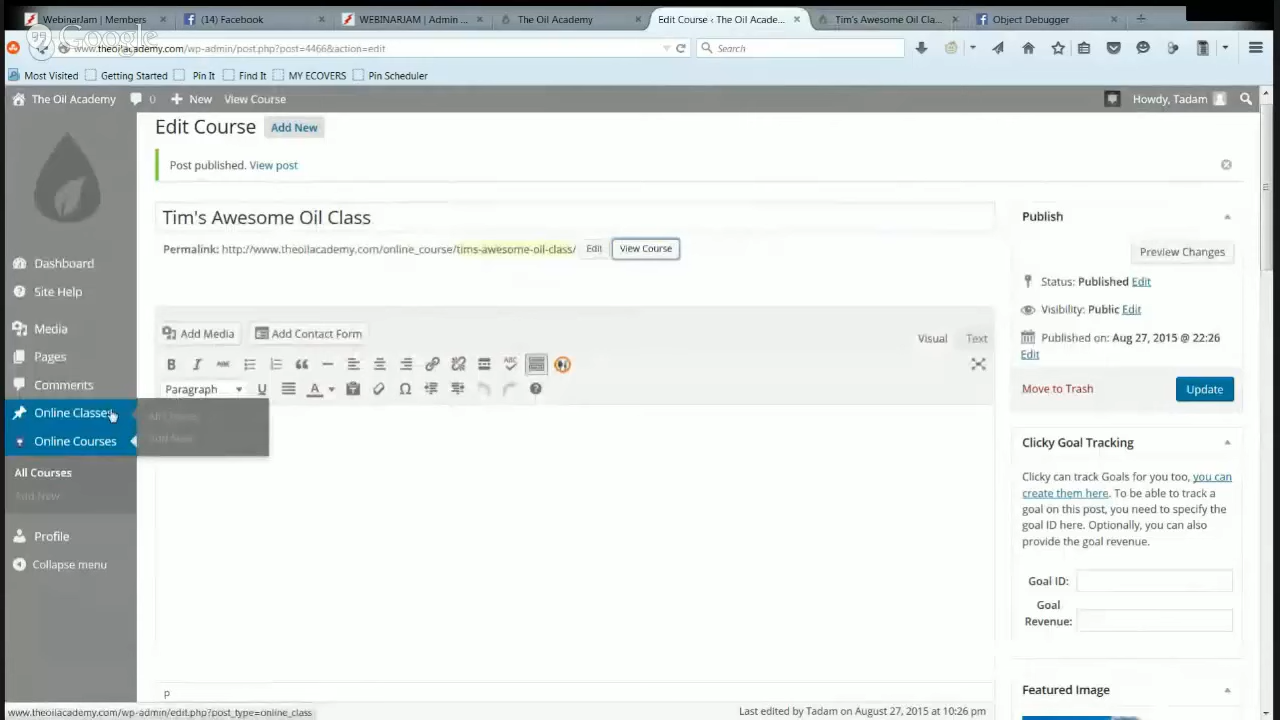 Webinarjam | Members
(14) Facebook
WEBINARJAM | Admin ...
The Oil Academy
Edit Course ‹ The Oil Acade...
Tim's Awesome Oil Cla...
Object Debugger
Google
www.theoilacademy.com/wp-admin/post.php?post=4466&action=edit
Search
Most Visited
Getting Started
Pin It
Find It
MY ECOVERS
Pin Scheduler
The Oil Academy
0
New
View Course
Howdy, Tadam
Edit Course
Add New
Post published. View post
Tim's Awesome Oil Class
Permalink: http://www.theoilacademy.com/online_course/tims-awesome-oil-class/
Edit
View Course
Add Media
Add Contact Form
Visual
Text
Paragraph
p
Last edited by Tadam on August 27, 2015 at 10:26 pm
Dashboard
Site Help
Media
Pages
Comments
Online Classes
Online Courses
All Courses
Add New
Profile
Collapse menu
Add New
Publish
Preview Changes
Status: Published Edit
Visibility: Public Edit
Published on: Aug 27, 2015 @ 22:26
Edit
Move to Trash
Update
Clicky Goal Tracking
Clicky can track Goals for you too, you can
create them here. To be able to track a
goal on this post, you need to specify the
goal ID here. Optionally, you can also
provide the goal revenue.
Goal ID:
Goal
Revenue:
Featured Image
www.theoilacademy.com/wp-admin/edit.php?post_type=online_class